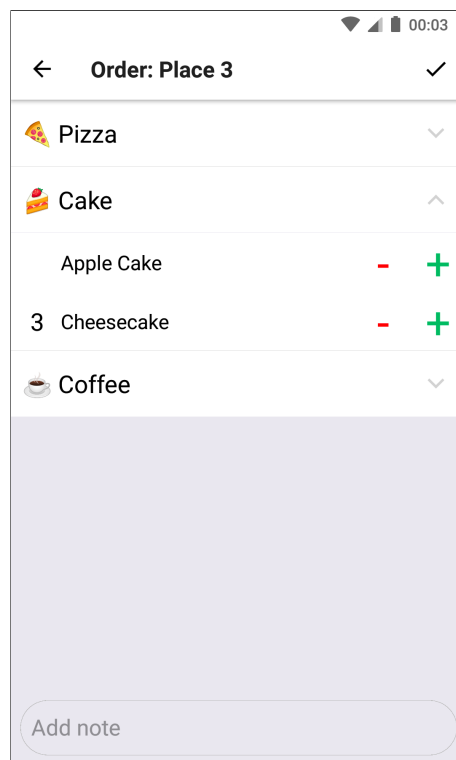 00:03
Order: Place 3
Pizza
Cake
Apple Cake - +
3 Cheesecake - +
Coffee
Add note